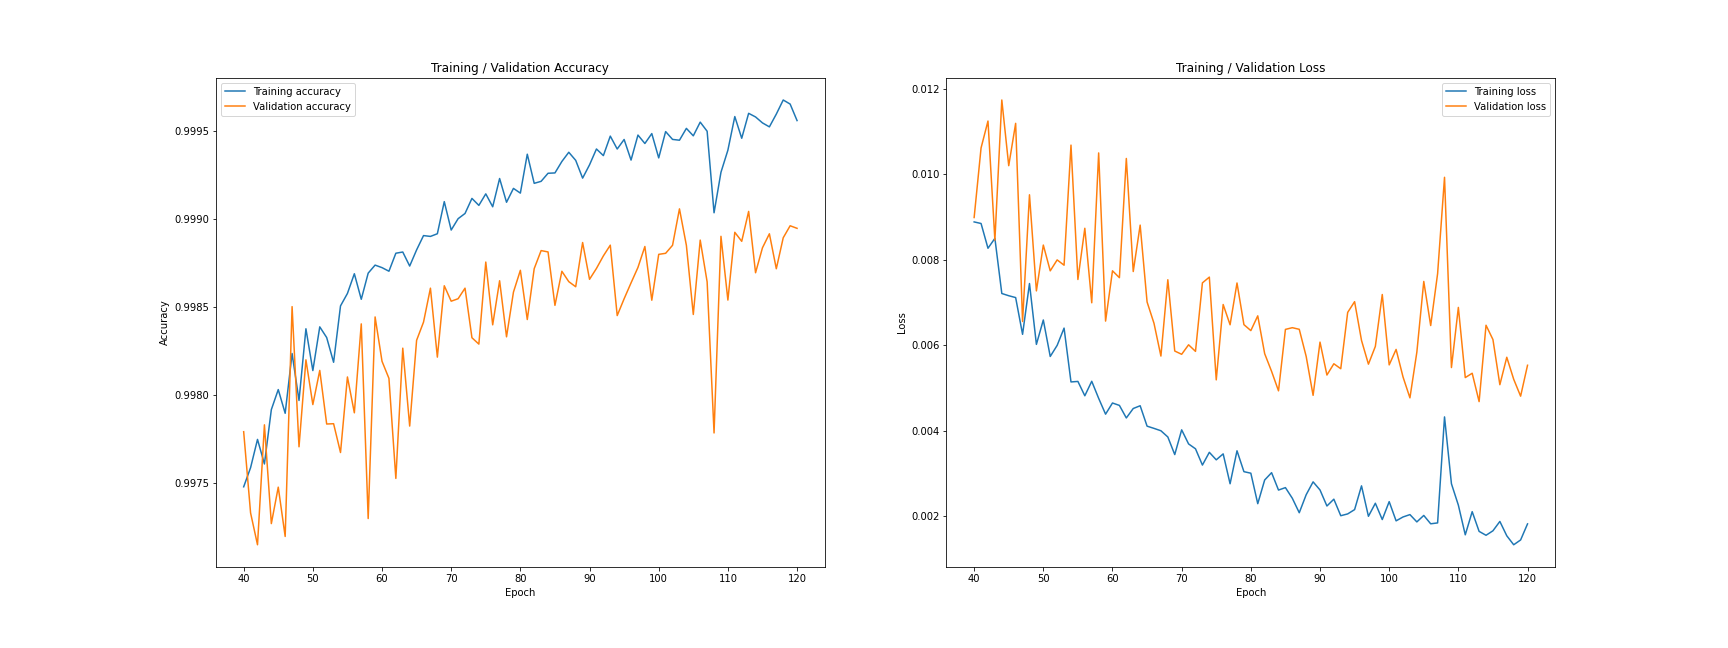 Training / Validation Accuracy
Training accuracy
Validation accuracy
0.9995
0.9990
0.9985
0.9980
0.9975
Accuracy
40 50 60 70 80 90 100 110 120
Epoch
Training / Validation Loss
Training loss
Validation loss
0.012
0.010
0.008
0.006
0.004
0.002
Loss
40 50 60 70 80 90 100 110 120
Epoch